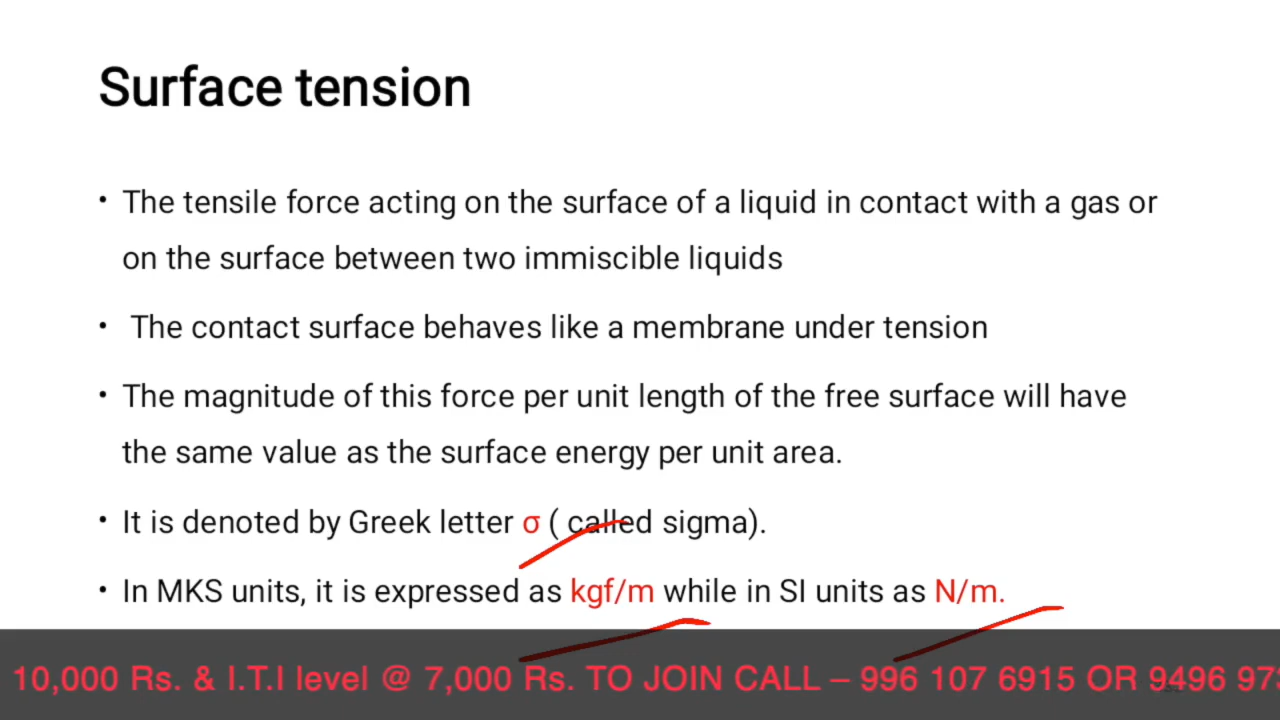 Surface tension
• The tensile force acting on the surface of a liquid in contact with a gas or
on the surface between two immiscible liquids
• The contact surface behaves like a membrane under tension
• The magnitude of this force per unit length of the free surface will have
the same value as the surface energy per unit area.
• It is denoted by Greek letter σ ( called sigma).
• In MKS units, it is expressed as kgf/m while in SI units as N/m.
10,000 Rs. & I.T.I level @ 7,000 Rs. TO JOIN CALL – 996 107 6915 OR 9496 97